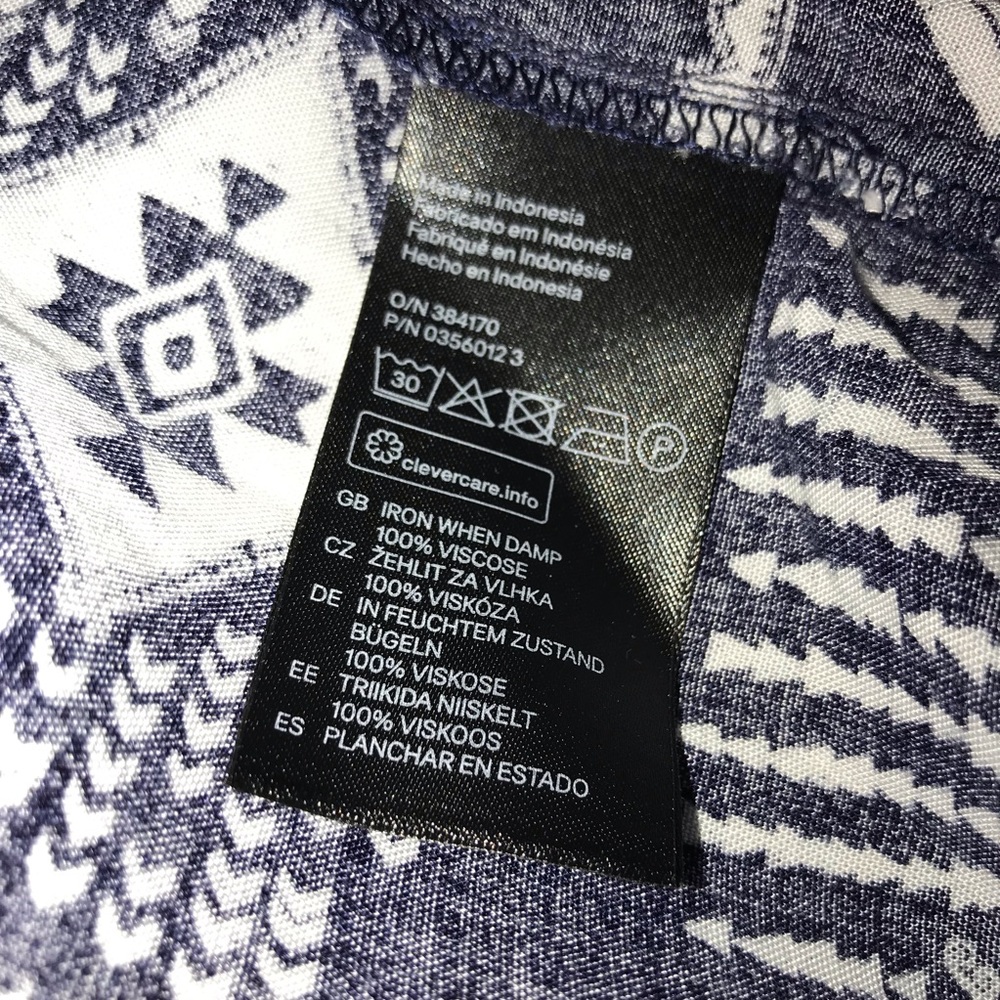 Made in Indonesia
Fabricado em Indonésia
Fabriqué en Indonésie
Hecho en Indonesia
O/N 384170
P/N 0356012 3
30 P
clevercare.info
GB IRON WHEN DAMP
100% VISCOSE
CZ ŽEHLIT ZA VLHKA
100% VISKÓZA
DE IN FEUCHTEM ZUSTAND
BÜGELN
100% VISKOSE
EE TRIIKIDA NIISKELT
100% VISKOOS
ES PLANCHAR EN ESTADO